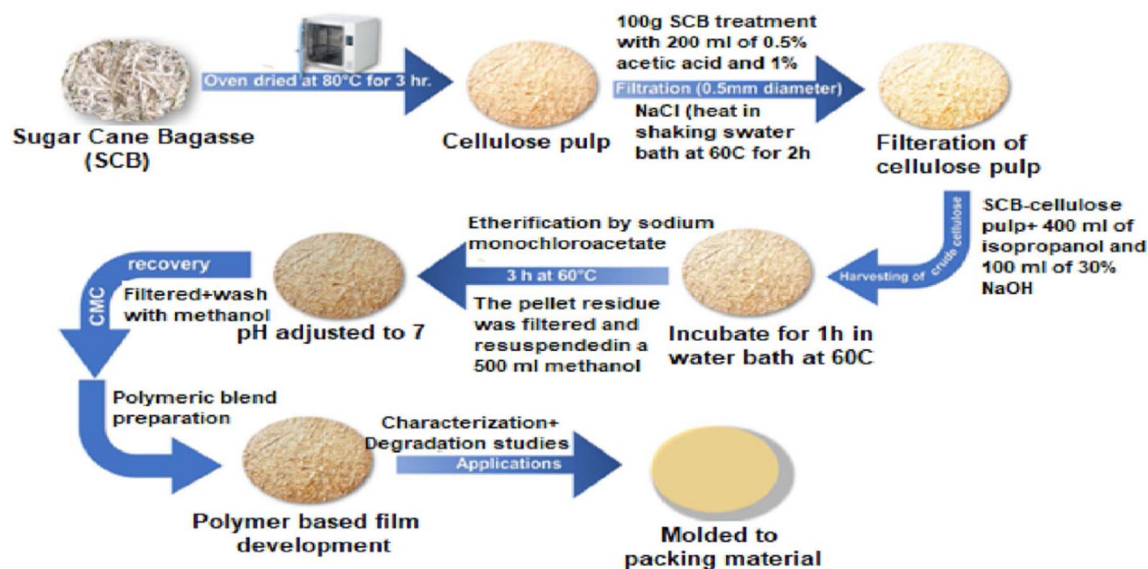 Oven dried at 80°C for 3 hr.
Sugar Cane Bagasse
(SCB)
Cellulose pulp
100g SCB treatment
with 200 ml of 0.5%
acetic acid and 1%
Filtration (0.5mm diameter)
NaCl (heat in
shaking swater
bath at 60C for 2h
Filteration of
cellulose pulp
SCB-cellulose
pulp+ 400 ml of
isopropanol and
100 ml of 30%
NaOH
Harvesting of crude cellulose
Incubate for 1h in
water bath at 60C
Etherification by sodium
monochloroacetate
3 h at 60°C
The pellet residue
was filtered and
resuspendedin a
500 ml methanol
pH adjusted to 7
recovery
CMC
Filtered+wash
with methanol
Polymeric blend
preparation
Polymer based film
development
Characterization+
Degradation studies
Applications
Molded to
packing material